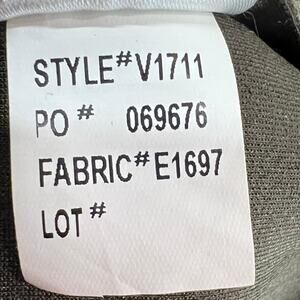 STYLE# V1711
PO # 069676
FABRIC# E1697
LOT #